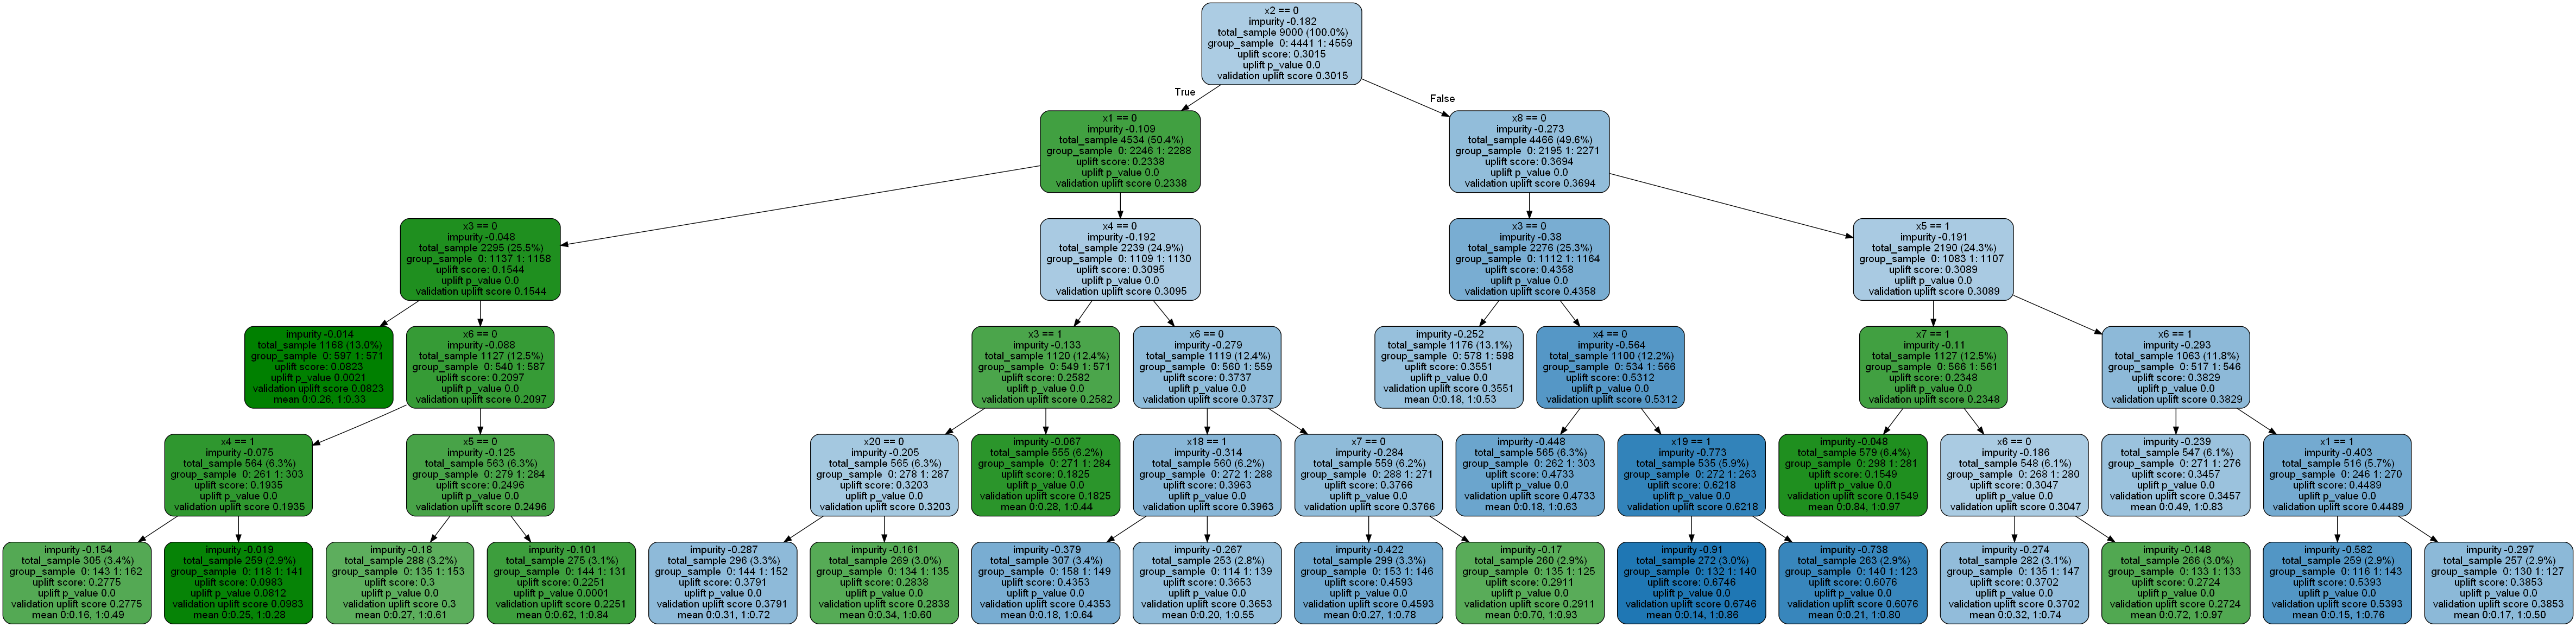 x2 == 0
impurity -0.182
total_sample 9000 (100.0%)
group_sample 0: 4441 1: 4559
uplift score: 0.3015
uplift p_value 0.0
validation uplift score 0.3015
True
False
x1 == 0
impurity -0.109
total_sample 4534 (50.4%)
group_sample 0: 2246 1: 2288
uplift score: 0.2338
uplift p_value 0.0
validation uplift score 0.2338
x8 == 0
impurity -0.273
total_sample 4466 (49.6%)
group_sample 0: 2195 1: 2271
uplift score: 0.3694
uplift p_value 0.0
validation uplift score 0.3694
x3 == 0
impurity -0.048
total_sample 2295 (25.5%)
group_sample 0: 1137 1: 1158
uplift score: 0.1544
uplift p_value 0.0
validation uplift score 0.1544
x4 == 0
impurity -0.192
total_sample 2239 (24.9%)
group_sample 0: 1109 1: 1130
uplift score: 0.3095
uplift p_value 0.0
validation uplift score 0.3095
x3 == 0
impurity -0.38
total_sample 2276 (25.3%)
group_sample 0: 1112 1: 1164
uplift score: 0.4358
uplift p_value 0.0
validation uplift score 0.4358
x5 == 1
impurity -0.191
total_sample 2190 (24.3%)
group_sample 0: 1083 1: 1107
uplift score: 0.3089
uplift p_value 0.0
validation uplift score 0.3089
impurity -0.014
total_sample 1168 (13.0%)
group_sample 0: 597 1: 571
uplift score: 0.0823
uplift p_value 0.0021
validation uplift score 0.0823
mean 0:0.26, 1:0.33
x6 == 0
impurity -0.088
total_sample 1127 (12.5%)
group_sample 0: 540 1: 587
uplift score: 0.2097
uplift p_value 0.0
validation uplift score 0.2097
x3 == 1
impurity -0.133
total_sample 1120 (12.4%)
group_sample 0: 549 1: 571
uplift score: 0.2582
uplift p_value 0.0
validation uplift score 0.2582
x6 == 0
impurity -0.279
total_sample 1119 (12.4%)
group_sample 0: 560 1: 559
uplift score: 0.3737
uplift p_value 0.0
validation uplift score 0.3737
impurity -0.252
total_sample 1176 (13.1%)
group_sample 0: 578 1: 598
uplift score: 0.3551
uplift p_value 0.0
validation uplift score 0.3551
mean 0:0.18, 1:0.53
x4 == 0
impurity -0.564
total_sample 1100 (12.2%)
group_sample 0: 534 1: 566
uplift score: 0.5312
uplift p_value 0.0
validation uplift score 0.5312
x7 == 1
impurity -0.11
total_sample 1127 (12.5%)
group_sample 0: 566 1: 561
uplift score: 0.2348
uplift p_value 0.0
validation uplift score 0.2348
x6 == 1
impurity -0.293
total_sample 1063 (11.8%)
group_sample 0: 517 1: 546
uplift score: 0.3829
uplift p_value 0.0
validation uplift score 0.3829
x4 == 1
impurity -0.075
total_sample 564 (6.3%)
group_sample 0: 261 1: 303
uplift score: 0.1935
uplift p_value 0.0
validation uplift score 0.1935
x5 == 0
impurity -0.125
total_sample 563 (6.3%)
group_sample 0: 279 1: 284
uplift score: 0.2496
uplift p_value 0.0
validation uplift score 0.2496
x20 == 0
impurity -0.205
total_sample 565 (6.3%)
group_sample 0: 278 1: 287
uplift score: 0.3203
uplift p_value 0.0
validation uplift score 0.3203
impurity -0.067
total_sample 555 (6.2%)
group_sample 0: 271 1: 284
uplift score: 0.1825
uplift p_value 0.0
validation uplift score 0.1825
mean 0:0.28, 1:0.44
x18 == 1
impurity -0.314
total_sample 560 (6.2%)
group_sample 0: 272 1: 288
uplift score: 0.3963
uplift p_value 0.0
validation uplift score 0.3963
x7 == 0
impurity -0.284
total_sample 559 (6.2%)
group_sample 0: 288 1: 271
uplift score: 0.3766
uplift p_value 0.0
validation uplift score 0.3766
impurity -0.448
total_sample 565 (6.3%)
group_sample 0: 262 1: 303
uplift score: 0.4733
uplift p_value 0.0
validation uplift score 0.4733
mean 0:0.18, 1:0.63
x19 == 1
impurity -0.773
total_sample 535 (5.9%)
group_sample 0: 272 1: 263
uplift score: 0.6218
uplift p_value 0.0
validation uplift score 0.6218
impurity -0.048
total_sample 579 (6.4%)
group_sample 0: 298 1: 281
uplift score: 0.1549
uplift p_value 0.0
validation uplift score 0.1549
mean 0:0.84, 1:0.97
x6 == 0
impurity -0.186
total_sample 548 (6.1%)
group_sample 0: 268 1: 280
uplift score: 0.3047
uplift p_value 0.0
validation uplift score 0.3047
impurity -0.239
total_sample 547 (6.1%)
group_sample 0: 271 1: 276
uplift score: 0.3457
uplift p_value 0.0
validation uplift score 0.3457
mean 0:0.49, 1:0.83
x1 == 1
impurity -0.403
total_sample 516 (5.7%)
group_sample 0: 246 1: 270
uplift score: 0.4489
uplift p_value 0.0
validation uplift score 0.4489
impurity -0.154
total_sample 305 (3.4%)
group_sample 0: 143 1: 162
uplift score: 0.2775
uplift p_value 0.0
validation uplift score 0.2775
mean 0:0.16, 1:0.49
impurity -0.019
total_sample 259 (2.9%)
group_sample 0: 118 1: 141
uplift score: 0.0983
uplift p_value 0.0812
validation uplift score 0.0983
mean 0:0.25, 1:0.28
impurity -0.18
total_sample 288 (3.2%)
group_sample 0: 135 1: 153
uplift score: 0.3
uplift p_value 0.0
validation uplift score 0.3
mean 0:0.27, 1:0.61
impurity -0.101
total_sample 275 (3.1%)
group_sample 0: 144 1: 131
uplift score: 0.2251
uplift p_value 0.0001
validation uplift score 0.2251
mean 0:0.62, 1:0.84
impurity -0.287
total_sample 296 (3.3%)
group_sample 0: 144 1: 152
uplift score: 0.3791
uplift p_value 0.0
validation uplift score 0.3791
mean 0:0.31, 1:0.72
impurity -0.161
total_sample 269 (3.0%)
group_sample 0: 134 1: 135
uplift score: 0.2838
uplift p_value 0.0
validation uplift score 0.2838
mean 0:0.34, 1:0.60
impurity -0.379
total_sample 307 (3.4%)
group_sample 0: 158 1: 149
uplift score: 0.4353
uplift p_value 0.0
validation uplift score 0.4353
mean 0:0.18, 1:0.64
impurity -0.267
total_sample 253 (2.8%)
group_sample 0: 114 1: 139
uplift score: 0.3653
uplift p_value 0.0
validation uplift score 0.3653
mean 0:0.20, 1:0.55
impurity -0.422
total_sample 299 (3.3%)
group_sample 0: 153 1: 146
uplift score: 0.4593
uplift p_value 0.0
validation uplift score 0.4593
mean 0:0.27, 1:0.78
impurity -0.17
total_sample 260 (2.9%)
group_sample 0: 135 1: 125
uplift score: 0.2911
uplift p_value 0.0
validation uplift score 0.2911
mean 0:0.70, 1:0.93
impurity -0.91
total_sample 272 (3.0%)
group_sample 0: 132 1: 140
uplift score: 0.6746
uplift p_value 0.0
validation uplift score 0.6746
mean 0:0.14, 1:0.86
impurity -0.738
total_sample 263 (2.9%)
group_sample 0: 140 1: 123
uplift score: 0.6076
uplift p_value 0.0
validation uplift score 0.6076
mean 0:0.21, 1:0.80
impurity -0.274
total_sample 282 (3.1%)
group_sample 0: 135 1: 147
uplift score: 0.3702
uplift p_value 0.0
validation uplift score 0.3702
mean 0:0.32, 1:0.74
impurity -0.148
total_sample 266 (3.0%)
group_sample 0: 133 1: 133
uplift score: 0.2724
uplift p_value 0.0
validation uplift score 0.2724
mean 0:0.72, 1:0.97
impurity -0.582
total_sample 259 (2.9%)
group_sample 0: 116 1: 143
uplift score: 0.5393
uplift p_value 0.0
validation uplift score 0.5393
mean 0:0.15, 1:0.76
impurity -0.297
total_sample 257 (2.9%)
group_sample 0: 130 1: 127
uplift score: 0.3853
uplift p_value 0.0
validation uplift score 0.3853
mean 0:0.17, 1:0.50